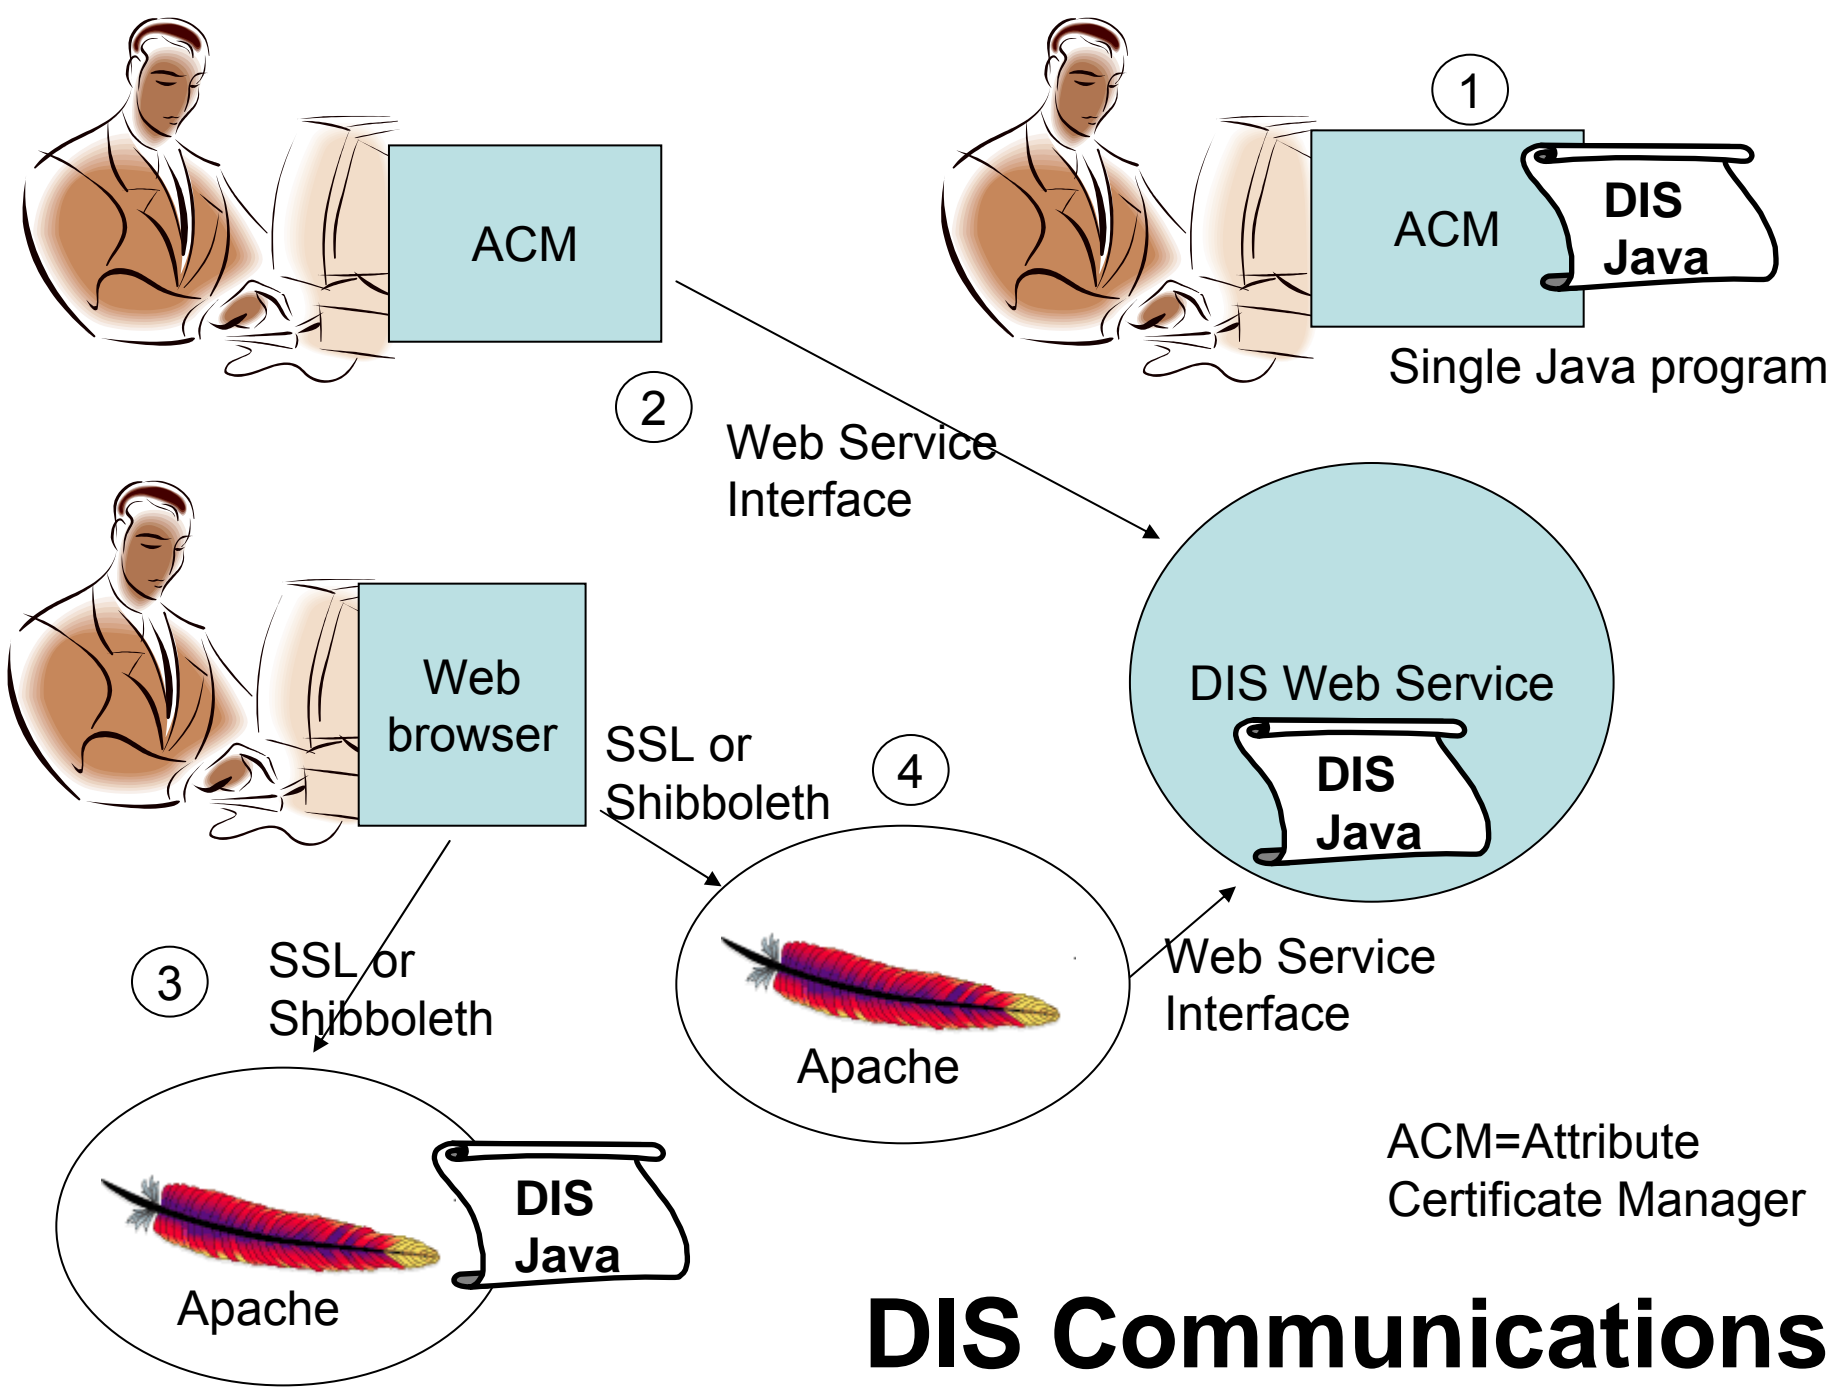 1
ACM
DIS
Java
Single Java program
ACM
2
Web Service
Interface
Web
browser
SSL or
Shibboleth
4
DIS Web Service
DIS
Java
3
SSL or
Shibboleth
Apache
Web Service
Interface
DIS
Java
Apache
ACM=Attribute
Certificate Manager
DIS Communications